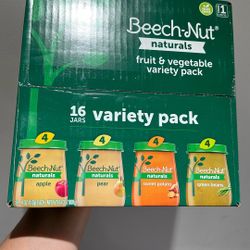 Beech-Nut®
naturals
fruit & vegetable
variety pack
16
JARS
variety pack
4
4
4
4
Beech-Nut
naturals
apple
Beech-Nut
naturals
pear
Beech-Nut
naturals
sweet potato
Beech-Nut
naturals
green beans